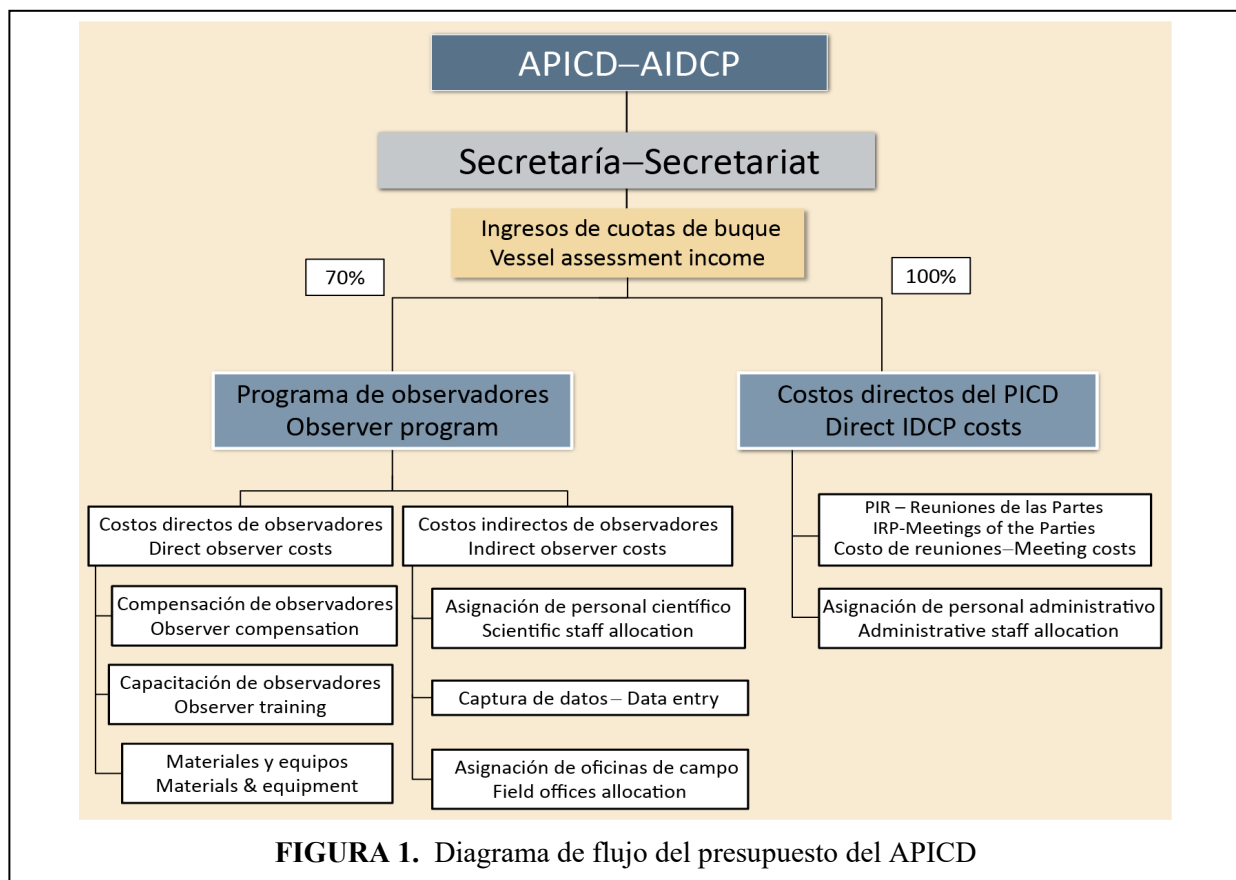 APICD–AIDCP
Secretaría–Secretariat
Ingresos de cuotas de buque
Vessel assessment income
70%
100%
Programa de observadores
Observer program
Costos directos del PICD
Direct IDCP costs
Costos directos de observadores
Direct observer costs
Compensación de observadores
Observer compensation
Capacitación de observadores
Observer training
Materiales y equipos
Materials & equipment
Costos indirectos de observadores
Indirect observer costs
Asignación de personal científico
Scientific staff allocation
Captura de datos – Data entry
Asignación de oficinas de campo
Field offices allocation
PIR – Reuniones de las Partes
IRP-Meetings of the Parties
Costo de reuniones–Meeting costs
Asignación de personal administrativo
Administrative staff allocation
FIGURA 1. Diagrama de flujo del presupuesto del APICD